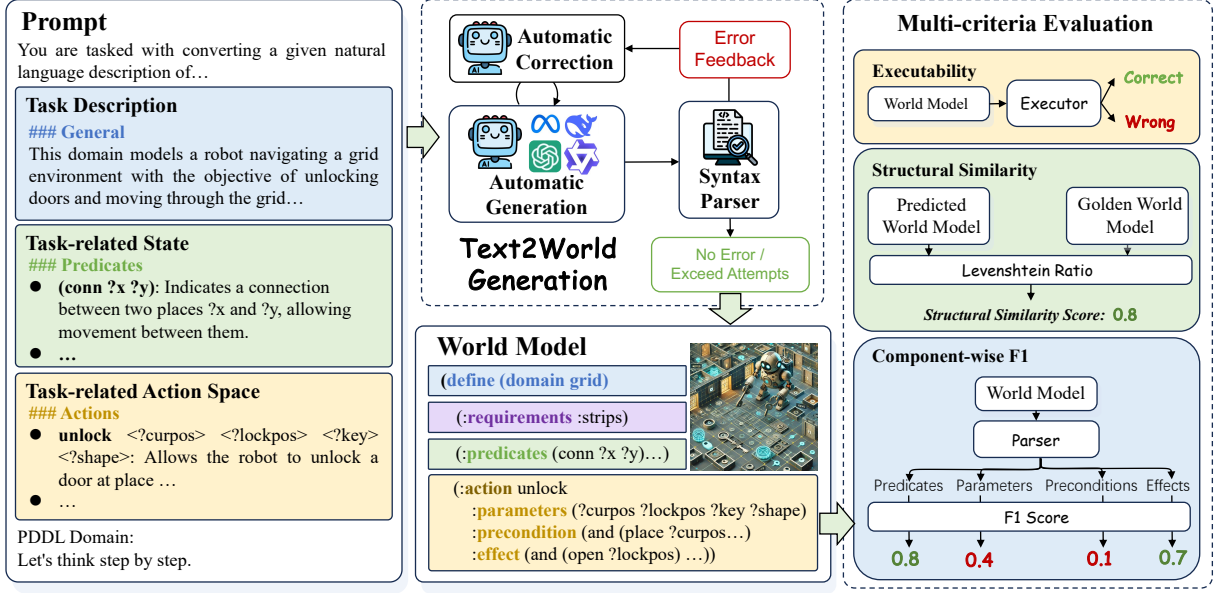 Prompt
You are tasked with converting a given natural
language description of…
Task Description
### General
This domain models a robot navigating a grid
environment with the objective of unlocking
doors and moving through the grid…
Task-related State
### Predicates
● (conn ?x ?y): Indicates a connection
between two places ?x and ?y, allowing
movement between them.
● …
Task-related Action Space
### Actions
● unlock <?curpos> <?lockpos> <?key>
<?shape>: Allows the robot to unlock a
door at place …
● …
PDDL Domain:
Let's think step by step.
AI
Automatic
Correction
Error
Feedback
AI
Automatic
Generation
Syntax
Parser
Text2World
Generation
No Error /
Exceed Attempts
World Model
(define (domain grid)
(:requirements :strips)
(:predicates (conn ?x ?y)…)
(:action unlock
:parameters (?curpos ?lockpos ?key ?shape)
:precondition (and (place ?curpos…)
:effect (and (open ?lockpos) …))
Multi-criteria Evaluation
Executability
World Model
Executor
Correct
Wrong
Structural Similarity
Predicted
World Model
Golden World
Model
Levenshtein Ratio
Structural Similarity Score: 0.8
Component-wise F1
World Model
Parser
Predicates Parameters Preconditions Effects
F1 Score
0.8 0.4 0.1 0.7